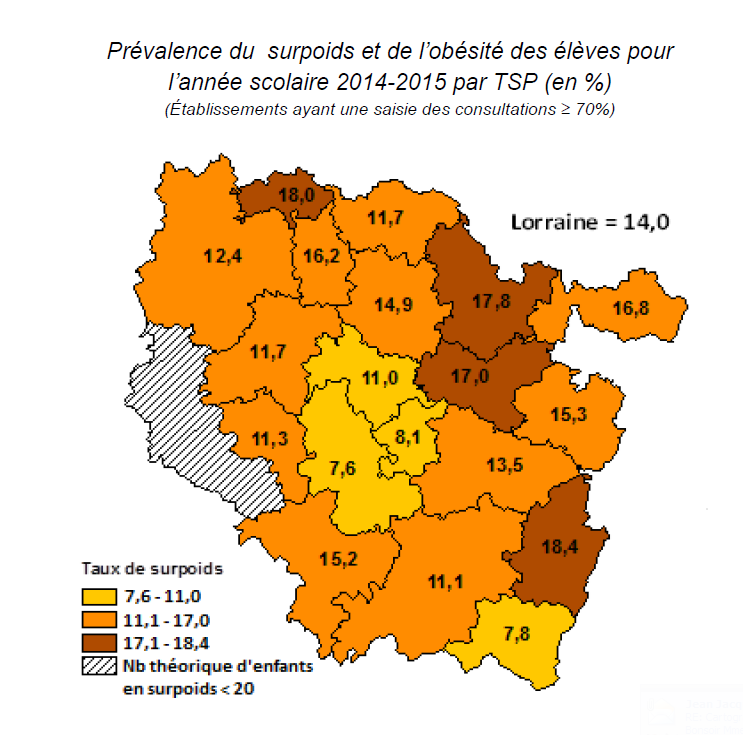 Prévalence du surpoids et de l'obésité des élèves pour
l'année scolaire 2014-2015 par TSP (en %)
(Établissements ayant une saisie des consultations ≥ 70%)
18,0
11,7
Lorraine = 14,0
12,4
16,2
14,9
17,8
16,8
11,7
11,0
17,0
15,3
11,3
8,1
7,6
13,5
18,4
15,2
11,1
7,8
Taux de surpoids
7,6 - 11,0
11,1 - 17,0
17,1 - 18,4
Nb théorique d'enfants
en surpoids < 20